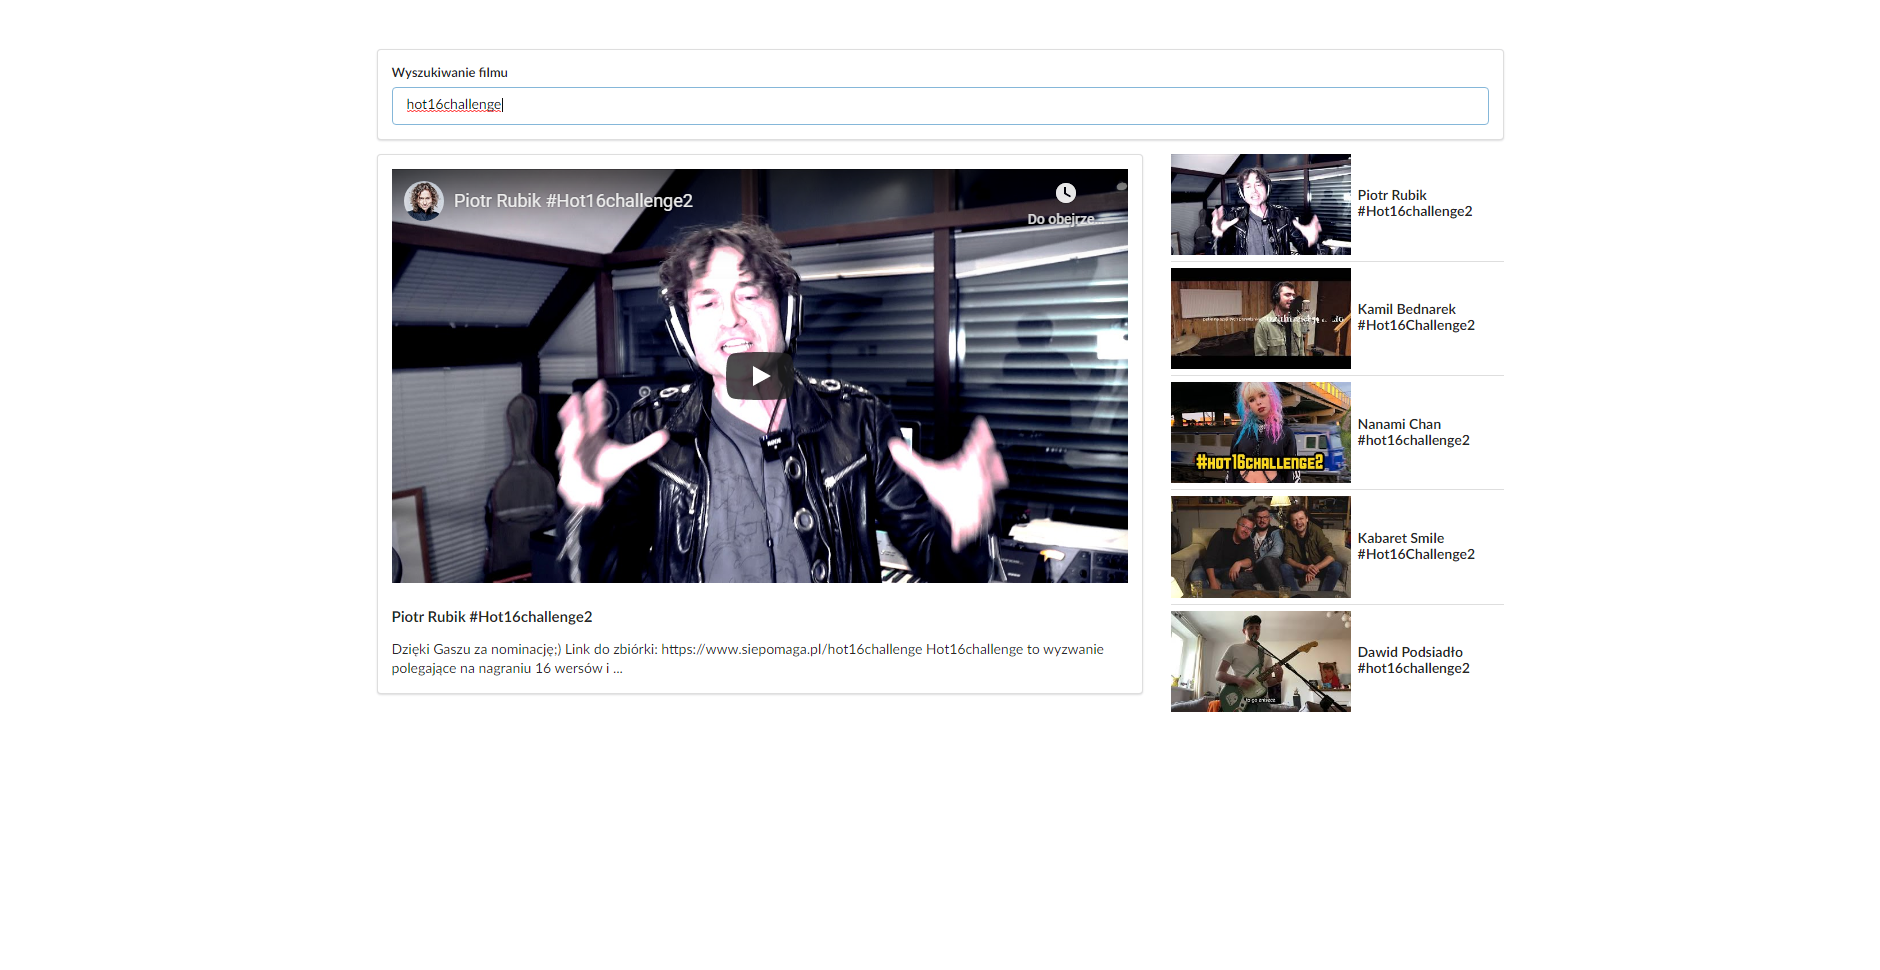 Wyszukiwanie filmu
hot16challenge
Piotr Rubik #Hot16challenge2
Do obejrze...
Piotr Rubik #Hot16challenge2
Dzięki Gaszu za nominację;) Link do zbiórki: https://www.siepomaga.pl/hot16challenge Hot16challenge to wyzwanie
polegające na nagraniu 16 wersów i ...
Piotr Rubik
#Hot16challenge2
Kamil Bednarek
#Hot16Challenge2
#HOT16CHALLENGE2
Nanami Chan
#hot16challenge2
Kabaret Smile
#Hot16Challenge2
Dawid Podsiadło
#hot16challenge2